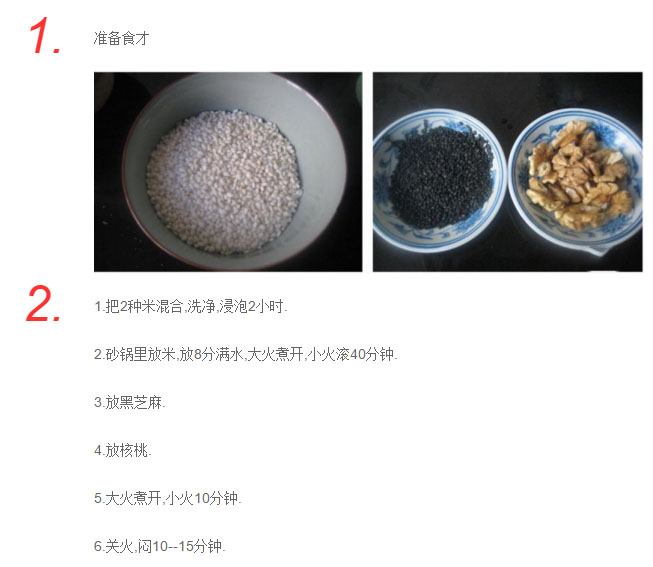 1.
准备食才
2.
1.把2种米混合,洗净,浸泡2小时.
2.砂锅里放米,放8分满水,大火煮开,小火滚40分钟.
3.放黑芝麻.
4.放核桃.
5.大火煮开,小火10分钟.
6.关火,闷10--15分钟.